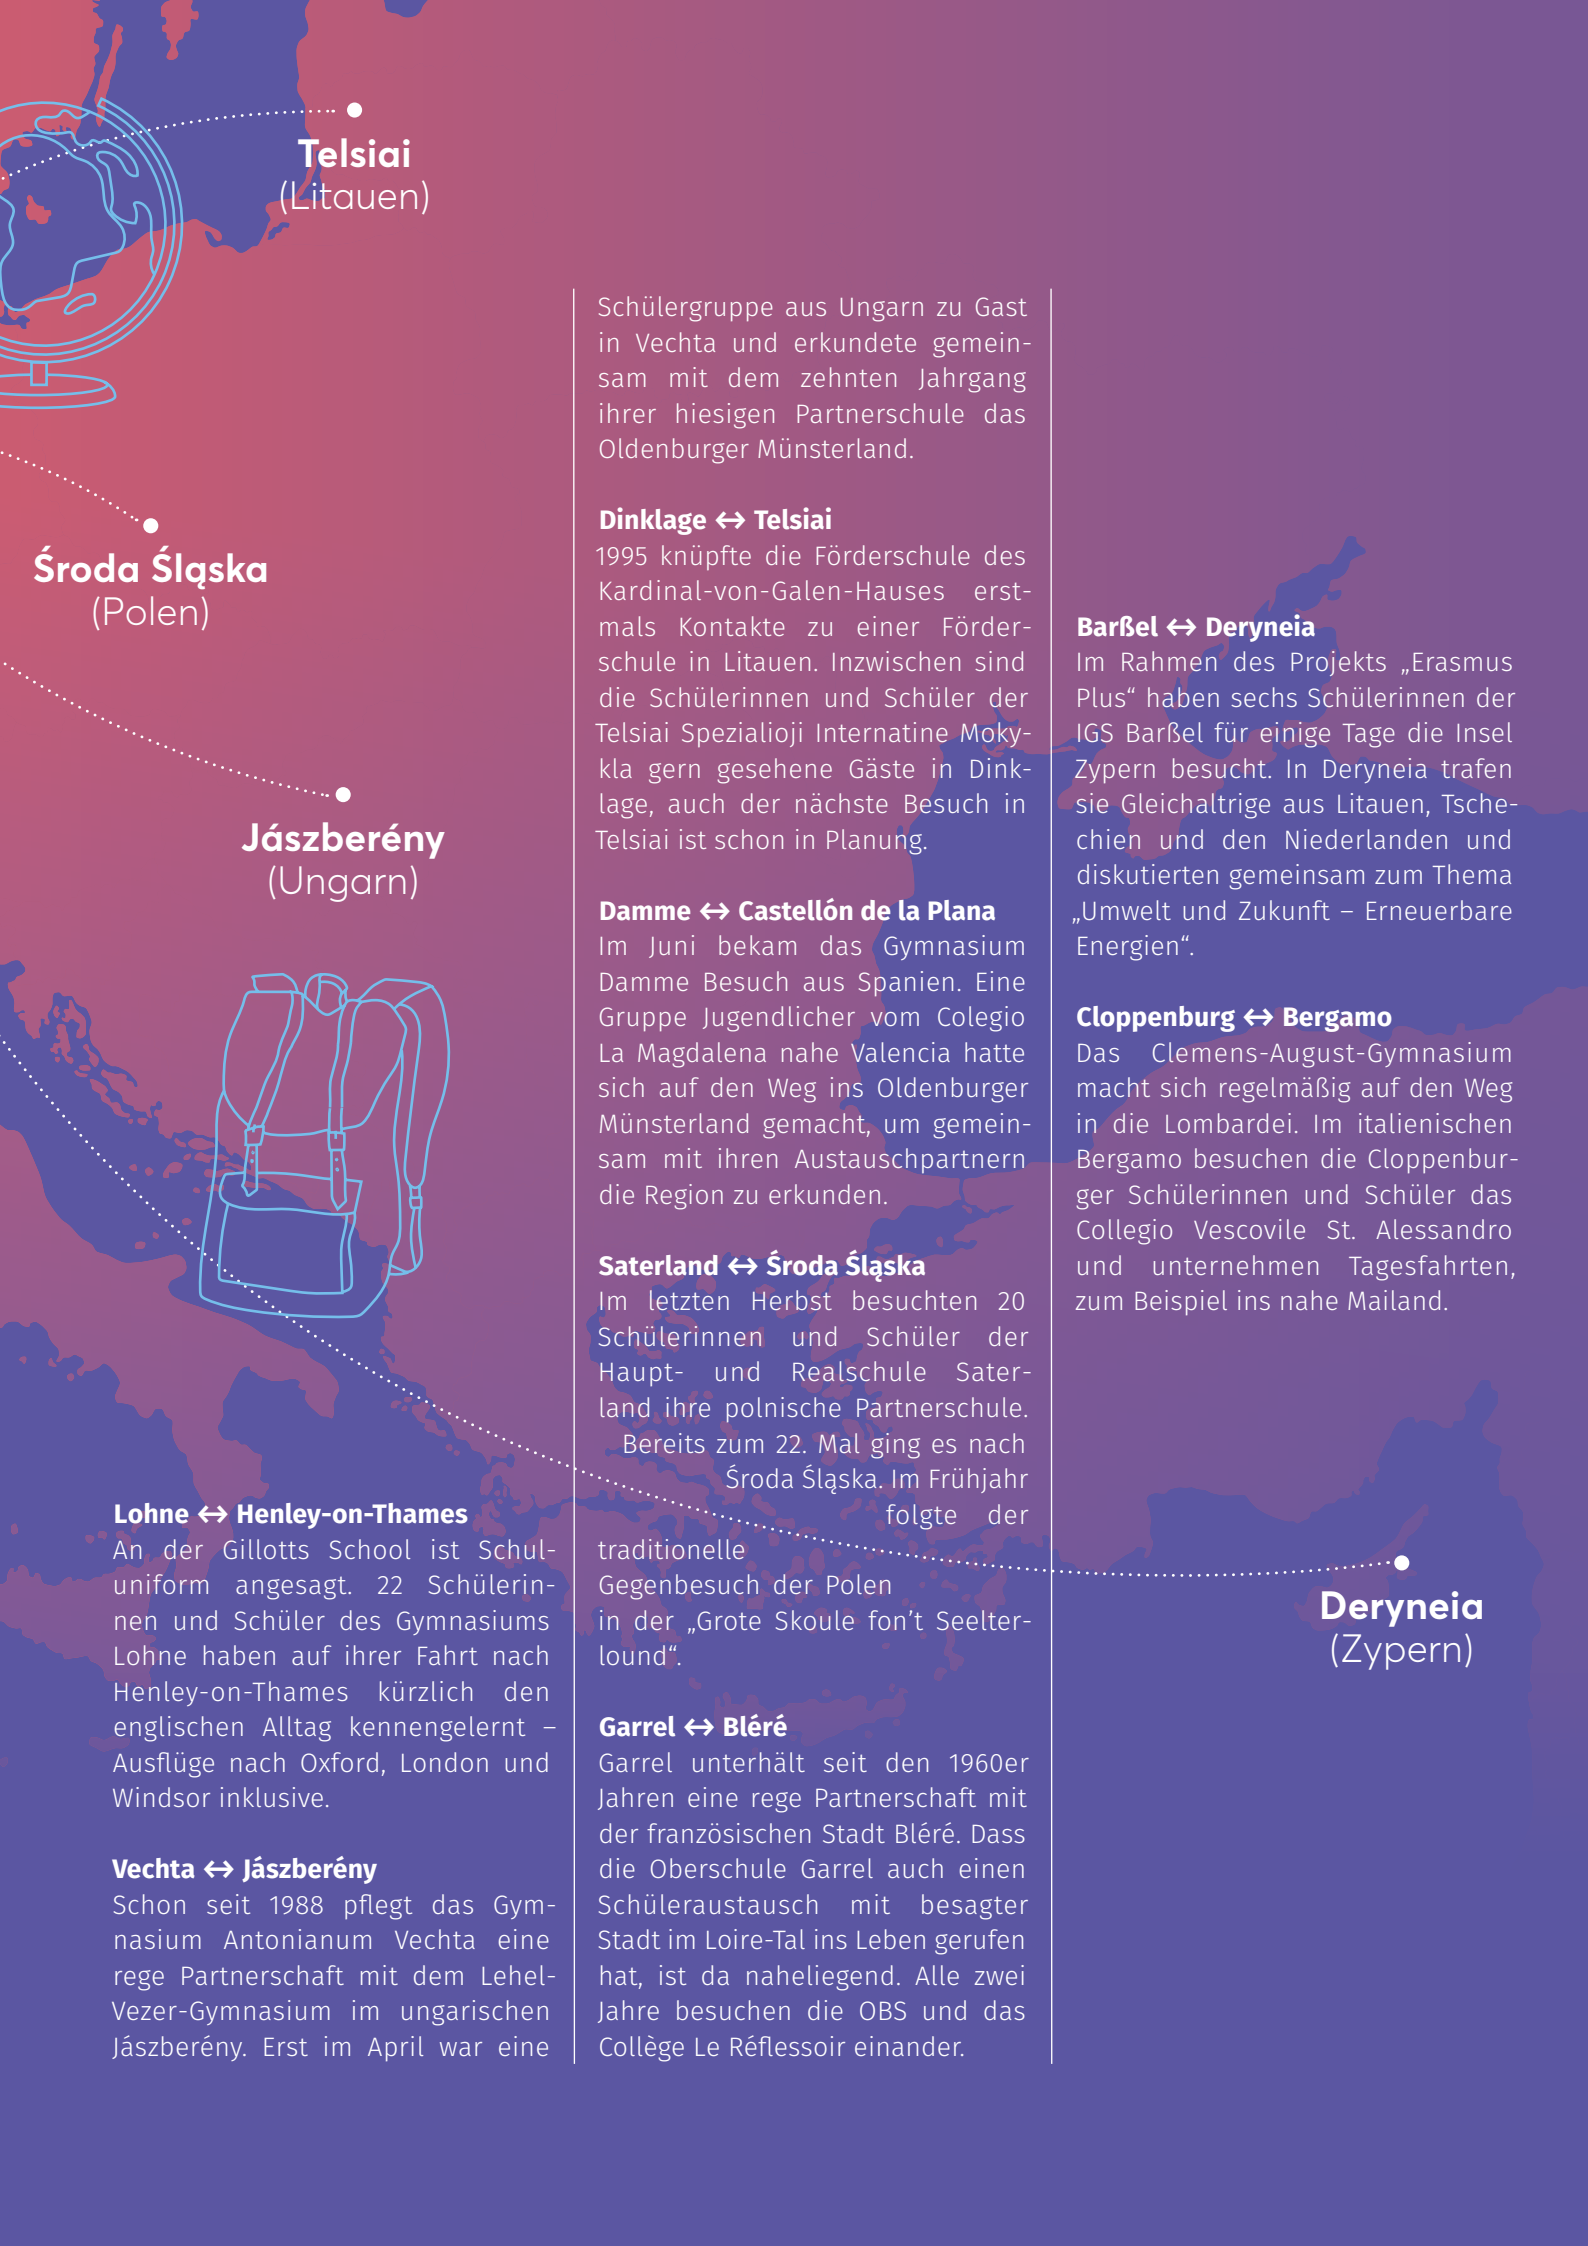 Telsiai
(Litauen)
Środa Śląska
(Polen)
Jászberény
(Ungarn)
Lohne ↔ Henley-on-Thames
An der Gillotts School ist Schul-
uniform angesagt. 22 Schülerin-
nen und Schüler des Gymnasiums
Lohne haben auf ihrer Fahrt nach
Henley-on-Thames kürzlich den
englischen Alltag kennengelernt –
Ausflüge nach Oxford, London und
Windsor inklusive.
Vechta ↔ Jászberény
Schon seit 1988 pflegt das Gym-
nasium Antonianum Vechta eine
rege Partnerschaft mit dem Lehel-
Vezer-Gymnasium im ungarischen
Jászberény. Erst im April war eine
Schülergruppe aus Ungarn zu Gast
in Vechta und erkundete gemein-
sam mit dem zehnten Jahrgang
ihrer hiesigen Partnerschule das
Oldenburger Münsterland.
Dinklage ↔ Telsiai
1995 knüpfte die Förderschule des
Kardinal-von-Galen-Hauses erst-
mals Kontakte zu einer Förder-
schule in Litauen. Inzwischen sind
die Schülerinnen und Schüler der
Telsiai Spezialioji Internatine Moky-
kla gern gesehene Gäste in Dink-
lage, auch der nächste Besuch in
Telsiai ist schon in Planung.
Damme ↔ Castellón de la Plana
Im Juni bekam das Gymnasium
Damme Besuch aus Spanien. Eine
Gruppe Jugendlicher vom Colegio
La Magdalena nahe Valencia hatte
sich auf den Weg ins Oldenburger
Münsterland gemacht, um gemein-
sam mit ihren Austauschpartnern
die Region zu erkunden.
Saterland ↔ Środa Śląska
Im letzten Herbst besuchten 20
Schülerinnen und Schüler der
Haupt- und Realschule Sater-
land ihre polnische Partnerschule.
Bereits zum 22. Mal ging es nach
Środa Śląska. Im Frühjahr
folgte der
traditionelle
Gegenbesuch der Polen
in der „Grote Skoule fon’t Seelter-
lound“.
Garrel ↔ Bléré
Garrel unterhält seit den 1960er
Jahren eine rege Partnerschaft mit
der französischen Stadt Bléré. Dass
die Oberschule Garrel auch einen
Schüleraustausch mit besagter
Stadt im Loire-Tal ins Leben gerufen
hat, ist da naheliegend. Alle zwei
Jahre besuchen die OBS und das
Collège Le Réflessoir einander.
Barßel ↔ Deryneia
Im Rahmen des Projekts „Erasmus
Plus“ haben sechs Schülerinnen der
IGS Barßel für einige Tage die Insel
Zypern besucht. In Deryneia trafen
sie Gleichaltrige aus Litauen, Tsche-
chien und den Niederlanden und
diskutierten gemeinsam zum Thema
„Umwelt und Zukunft – Erneuerbare
Energien“.
Cloppenburg ↔ Bergamo
Das Clemens-August-Gymnasium
macht sich regelmäßig auf den Weg
in die Lombardei. Im italienischen
Bergamo besuchen die Cloppenbur-
ger Schülerinnen und Schüler das
Collegio Vescovile St. Alessandro
und unternehmen Tagesfahrten,
zum Beispiel ins nahe Mailand.
Deryneia
(Zypern)